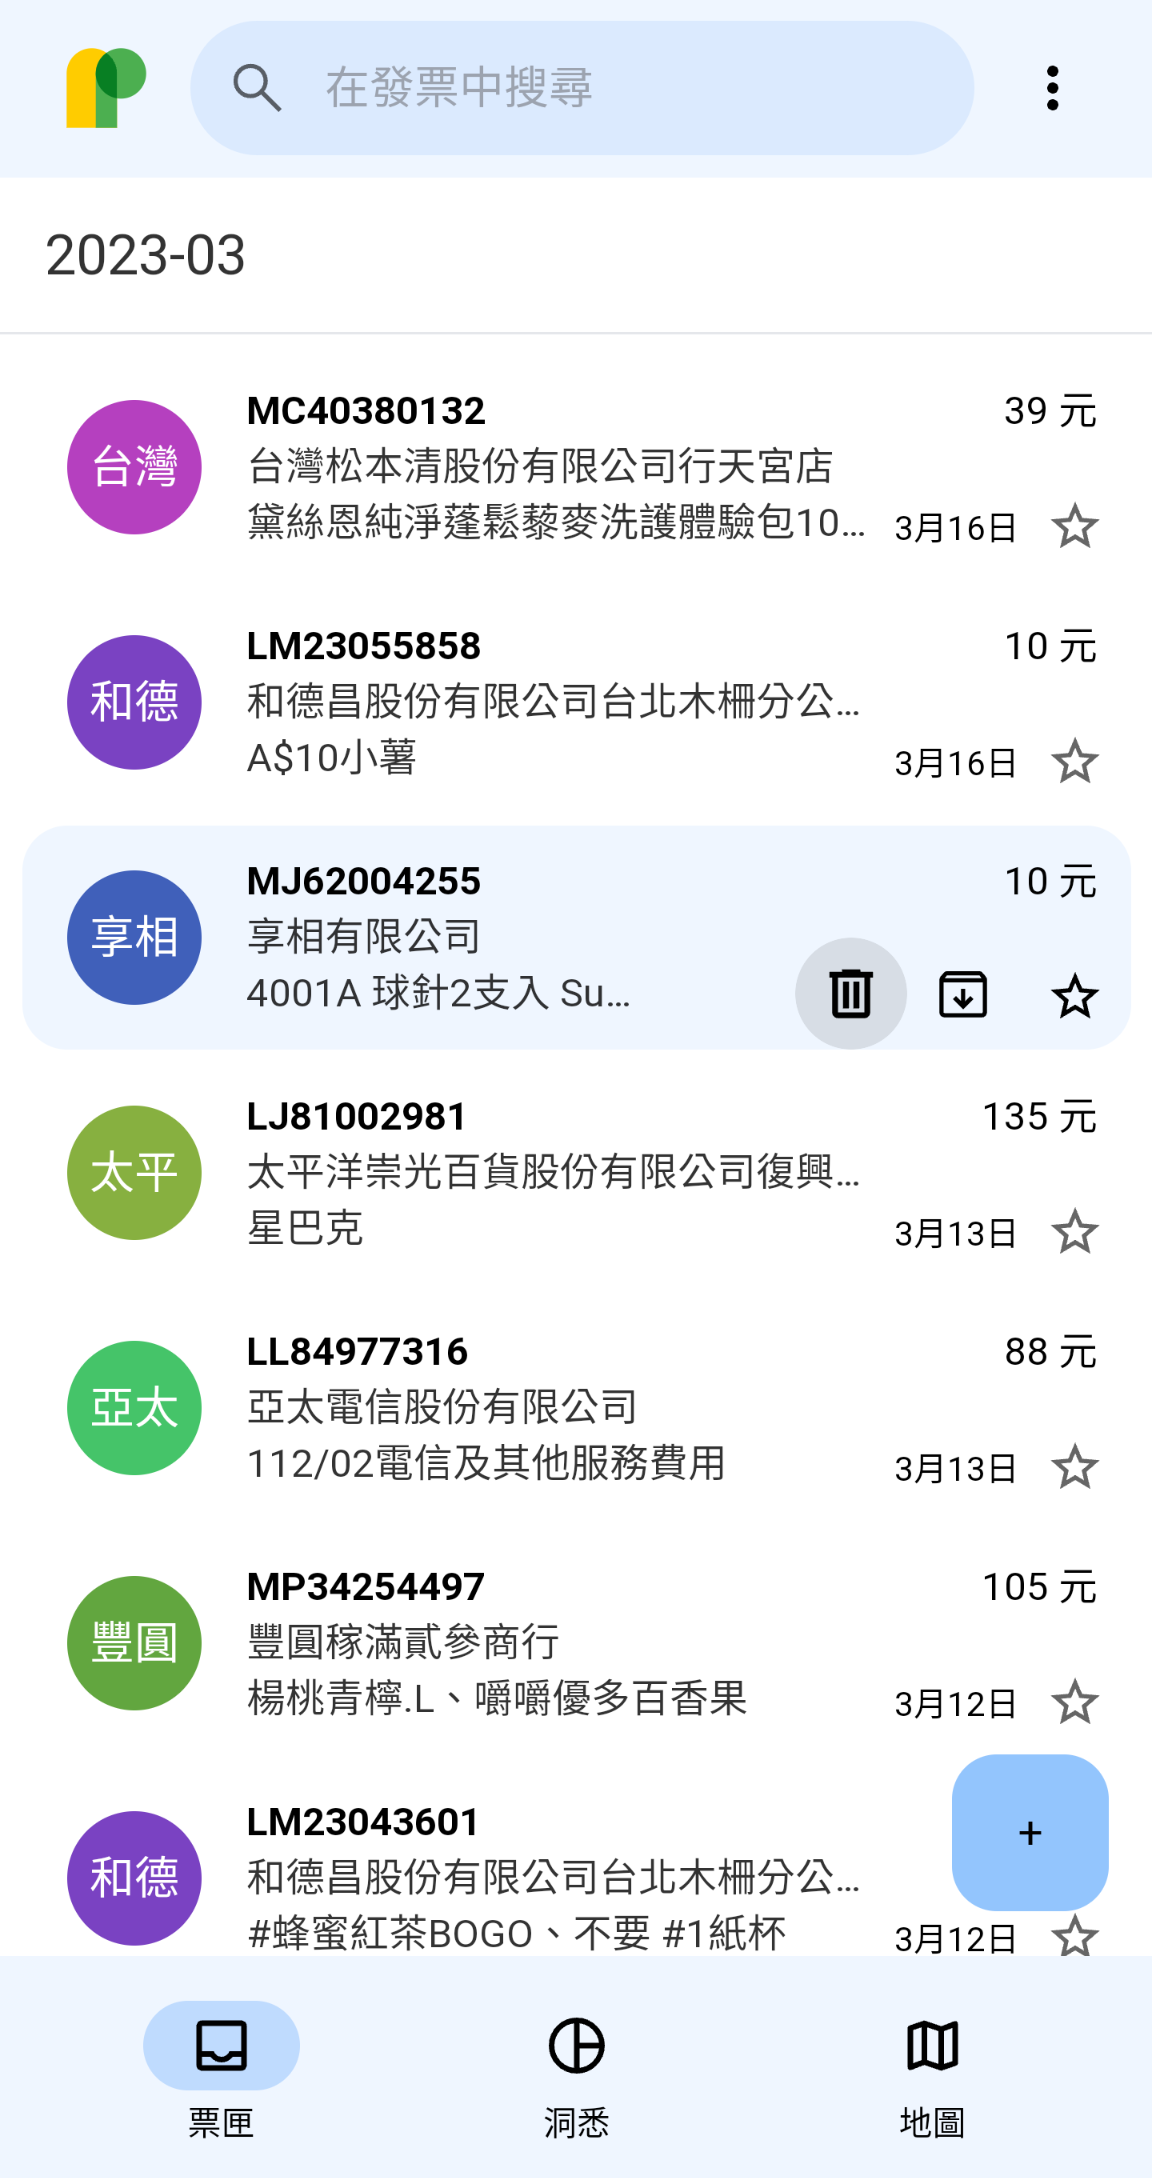 在發票中搜尋
2023-03
台灣
MC40380132
39 元
台灣松本清股份有限公司行天宮店
黛絲恩純淨蓬鬆藜麥洗護體驗包10...
3月16日
和德
LM23055858
10 元
和德昌股份有限公司台北木柵分公...
A$10小薯
3月16日
享相
MJ62004255
10 元
享相有限公司
4001A 球針2支入 Su...
太平
LJ81002981
135 元
太平洋崇光百貨股份有限公司復興...
星巴克
3月13日
亞太
LL84977316
88 元
亞太電信股份有限公司
112/02電信及其他服務費用
3月13日
豐圓
MP34254497
105 元
豐圓稼滿貳參商行
楊桃青檸.L、嚼嚼優多百香果
3月12日
和德
LM23043601
+
和德昌股份有限公司台北木柵分公...
#蜂蜜紅茶BOGO、不要 #1紙杯
3月12日
票匣
洞悉
地圖